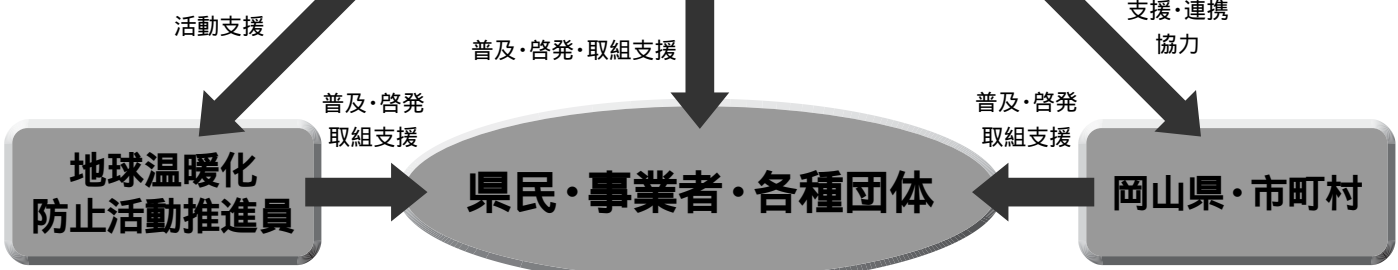 活動支援
普及・啓発・取組支援
支援・連携
協力
普及・啓発
取組支援
普及・啓発
取組支援
地球温暖化
防止活動推進員
県民・事業者・各種団体
岡山県・市町村